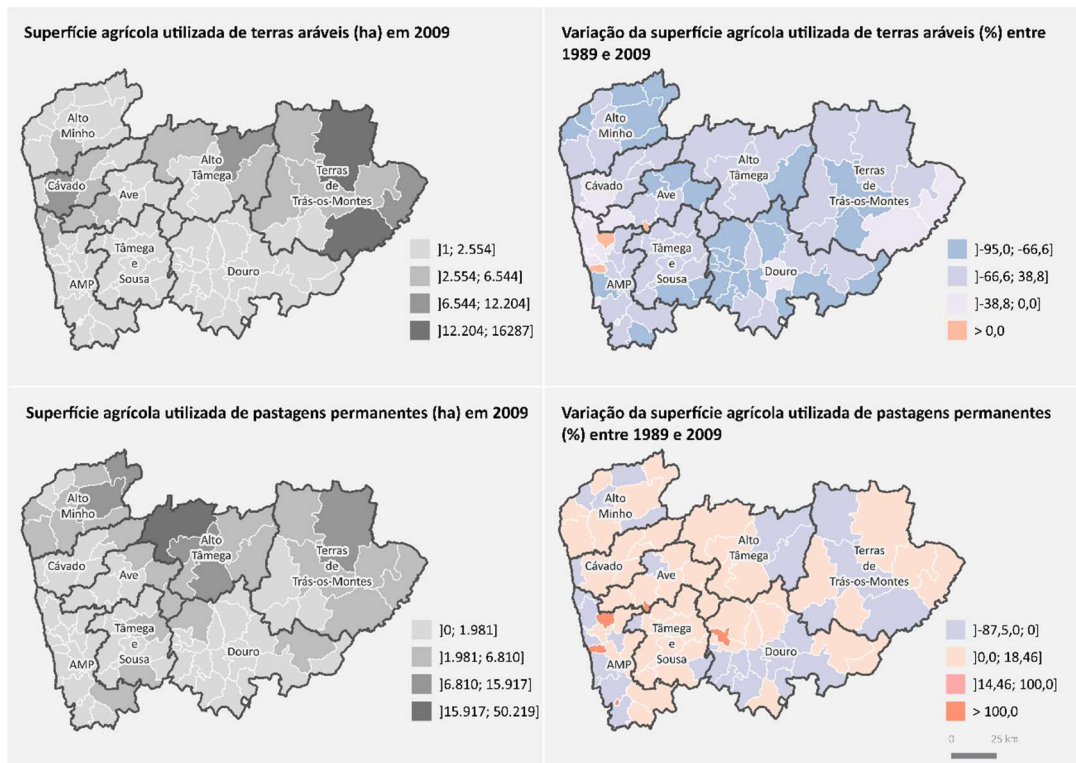 Superfície agrícola utilizada de terras aráveis (ha) em 2009
Alto
Minho
Cávado
Ave
Alto
Tâmega
Terras
de
Trás-os-Montes
Tâmega
e
Sousa
AMP
Douro
]1; 2.554]
]2.554; 6.544]
]6.544; 12.204]
]12.204; 16287]
Variação da superfície agrícola utilizada de terras aráveis (%) entre
1989 e 2009
Alto
Minho
Cávado
Ave
Alto
Tâmega
Terras
de
Trás-os-Montes
Tâmega
e
Sousa
AMP
Douro
]-95,0; -66,6]
]-66,6; 38,8]
]-38,8; 0,0]
> 0,0
Superfície agrícola utilizada de pastagens permanentes (ha) em 2009
Alto
Minho
Cávado
Ave
Alto
Tâmega
Terras
de
Trás-os-Montes
Tâmega
e
Sousa
AMP
Douro
]0; 1.981]
]1.981; 6.810]
]6.810; 15.917]
]15.917; 50.219]
Variação da superfície agrícola utilizada de pastagens permanentes
(%) entre 1989 e 2009
Alto
Minho
Cávado
Ave
Alto
Tâmega
Terras
de
Trás-os-Montes
Tâmega
e
Sousa
AMP
Douro
]-87,5,0; 0]
]0,0; 18,46]
]14,46; 100,0]
> 100,0
0 25 km